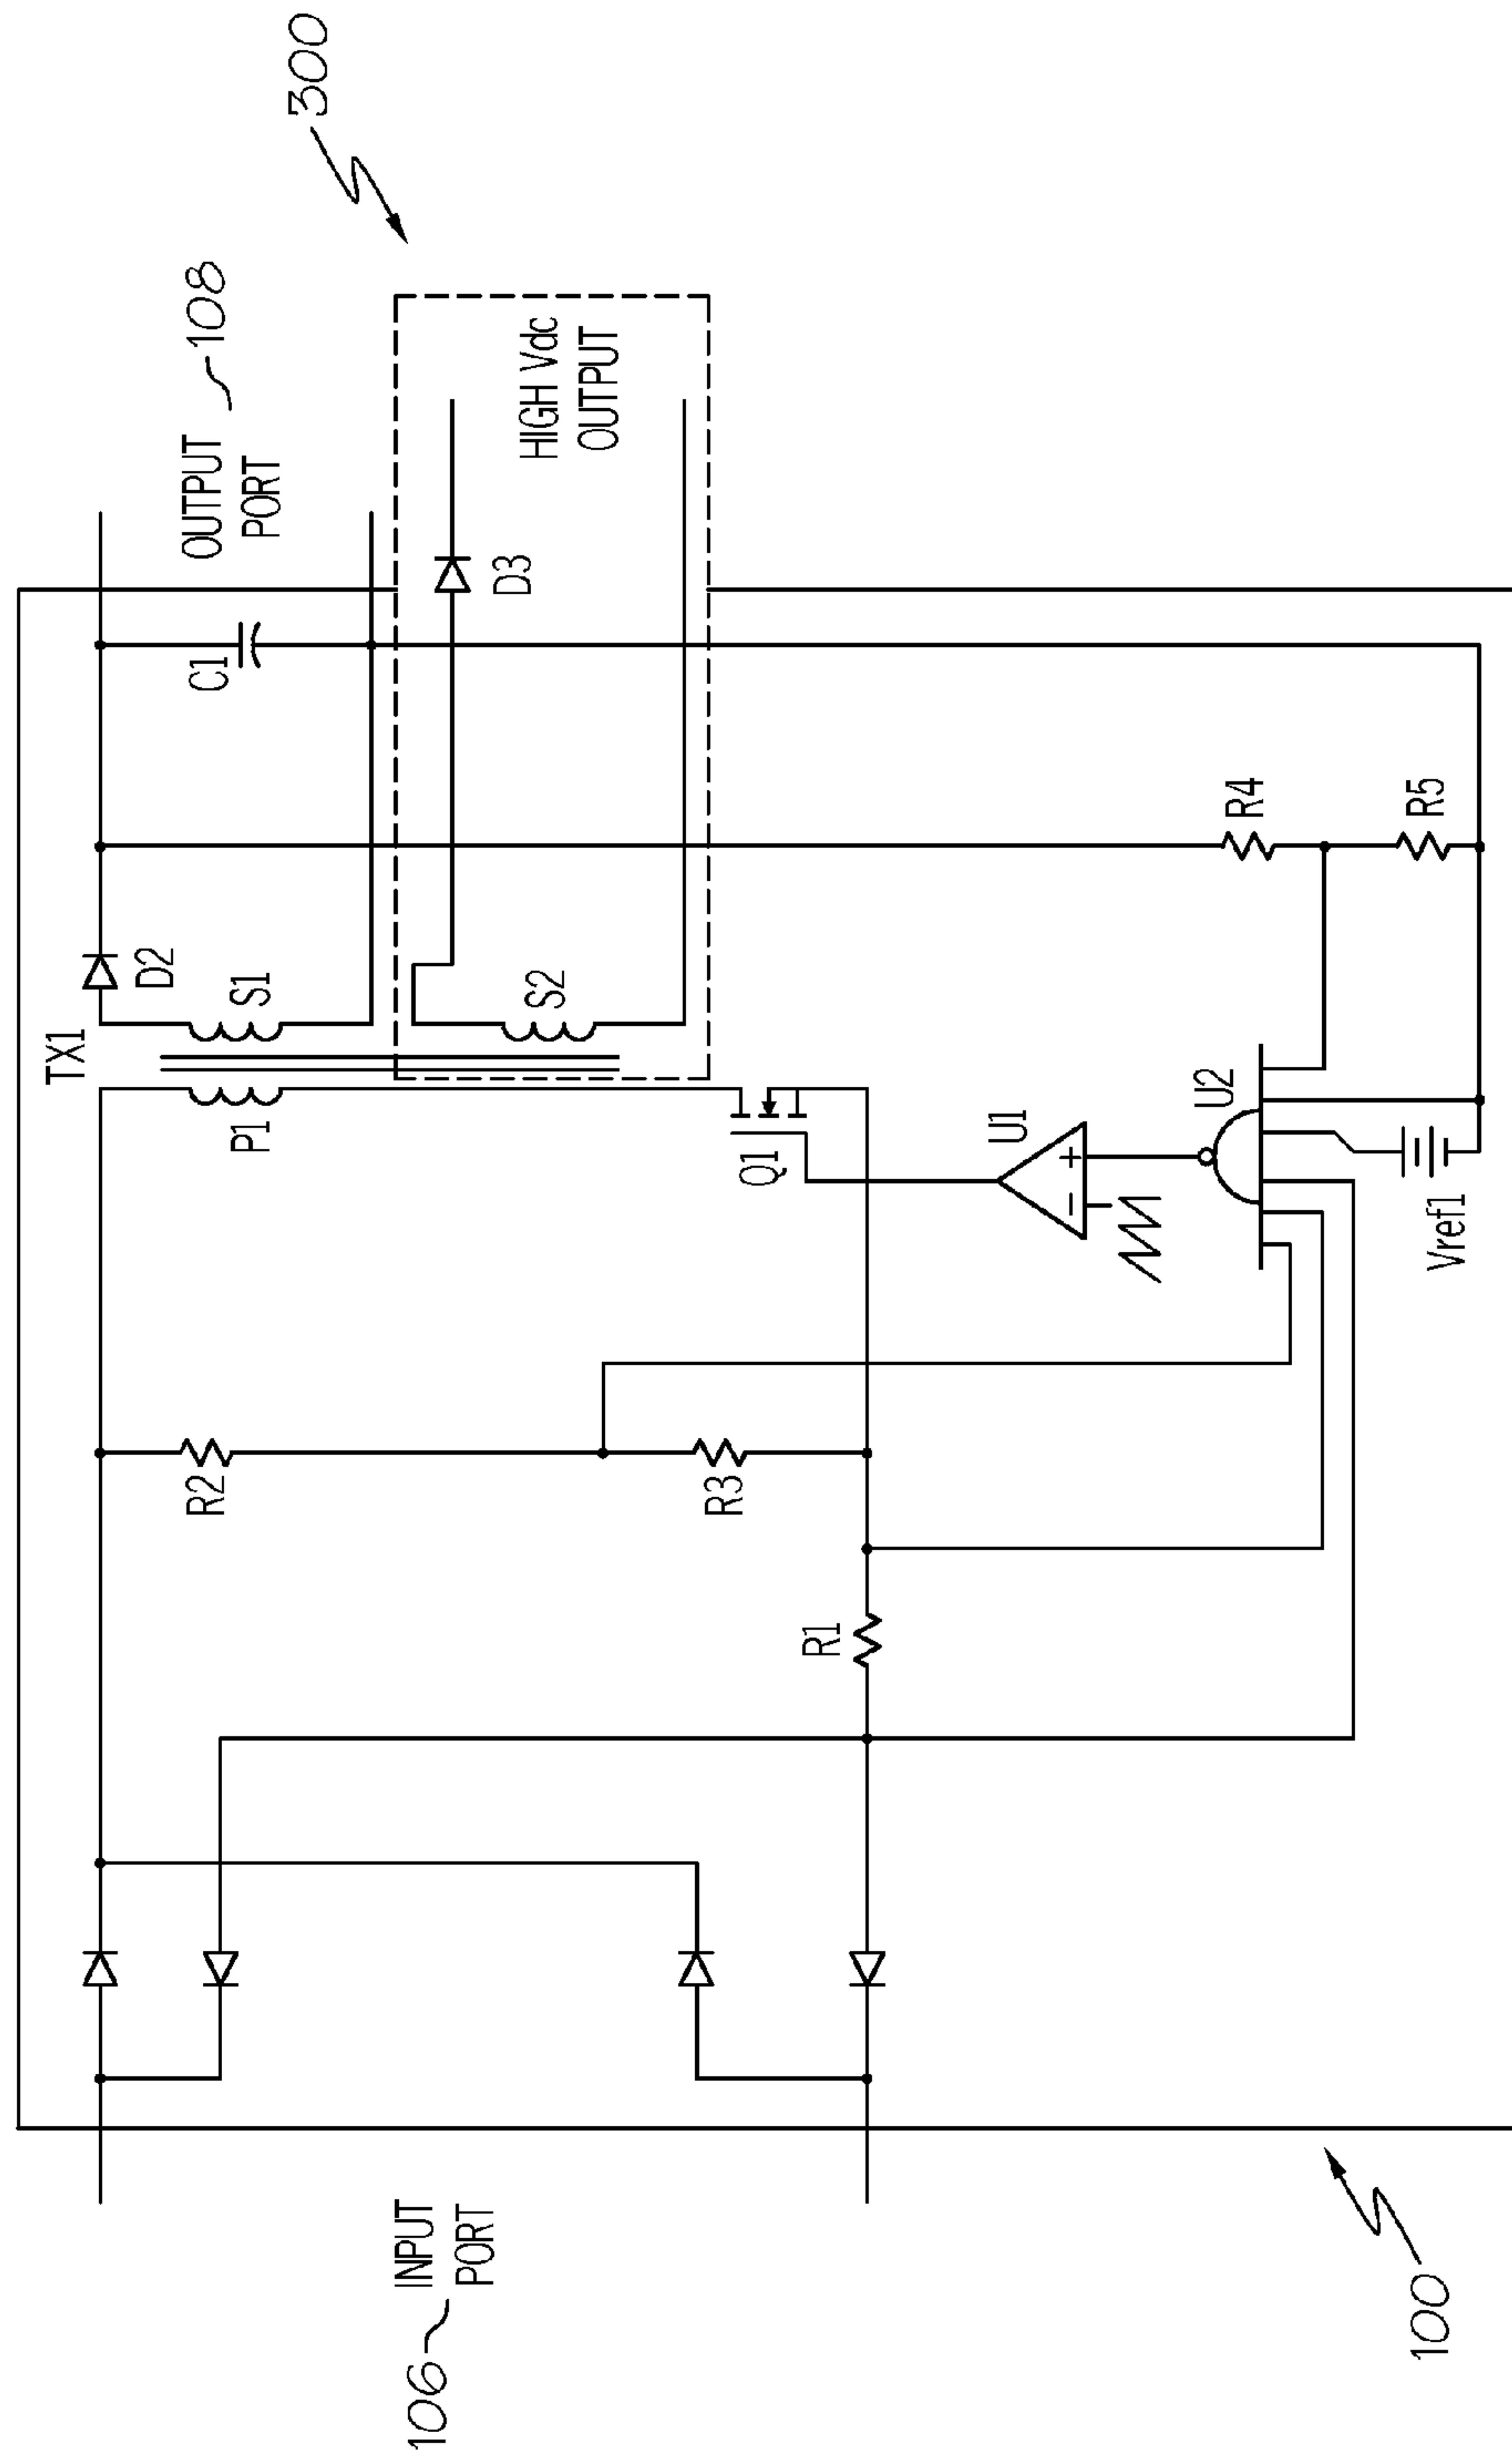 300
OUTPUT
PORT
108
HIGH Vdc
OUTPUT
TX1
D2
S1
C1
D3
S2
P1
Q1
U1
+
−
U2
R4
R5
Vref1
R2
R3
R1
INPUT
PORT
106
100